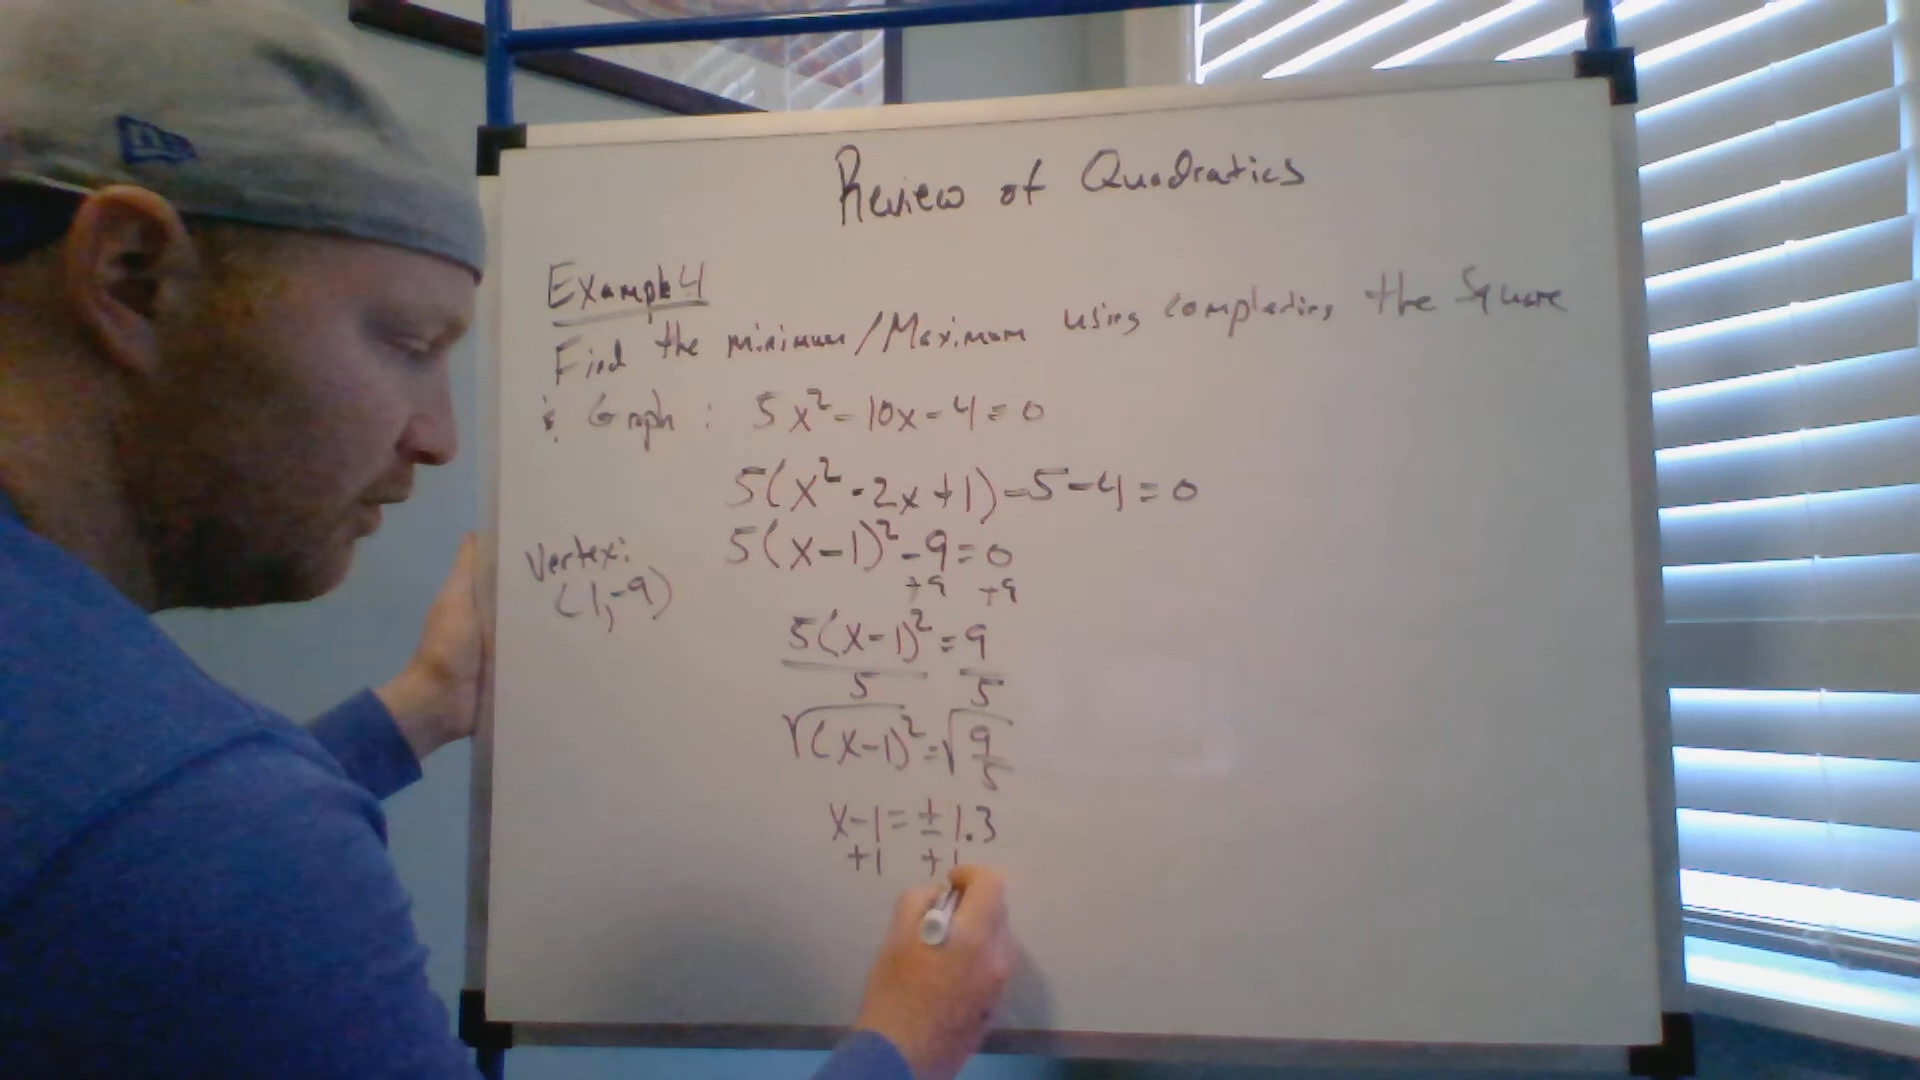 Review of Quadratics
Example 4
Find the minimum/Maximum using completing the Square
& Graph: 5x²-10x-4=0
5(x²-2x+1)-5-4=0
5(x-1)²-9=0
+9 +9
Vertex:
(1,-9)
5(x-1)²=9
5 5
√(x-1)²=√9/5
x-1=±1.3
+1 +1